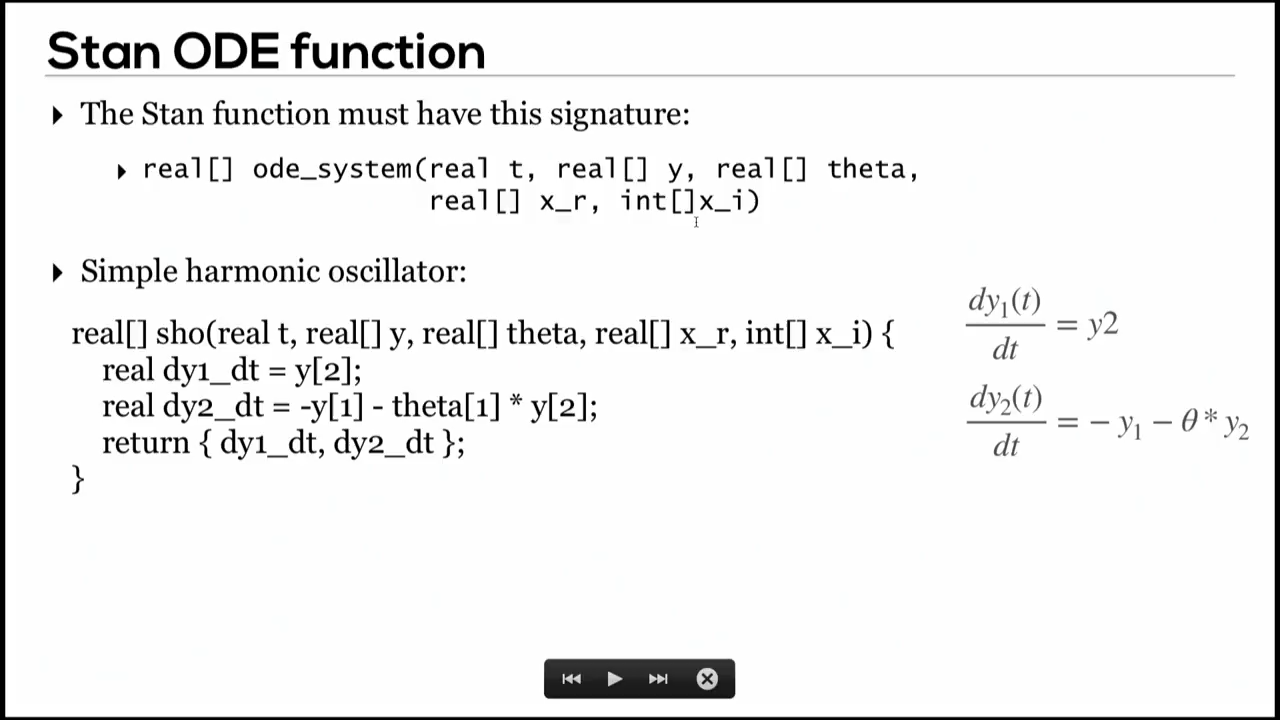 Stan ODE function
The Stan function must have this signature:
real[] ode_system(real t, real[] y, real[] theta,
real[] x_r, int[]x_i)
Simple harmonic oscillator:
real[] sho(real t, real[] y, real[] theta, real[] x_r, int[] x_i) {
real dy1_dt = y[2];
real dy2_dt = -y[1] - theta[1] * y[2];
return { dy1_dt, dy2_dt };
}
dy₁(t)
dt
= y2
dy₂(t)
dt
= − y₁ − θ * y₂